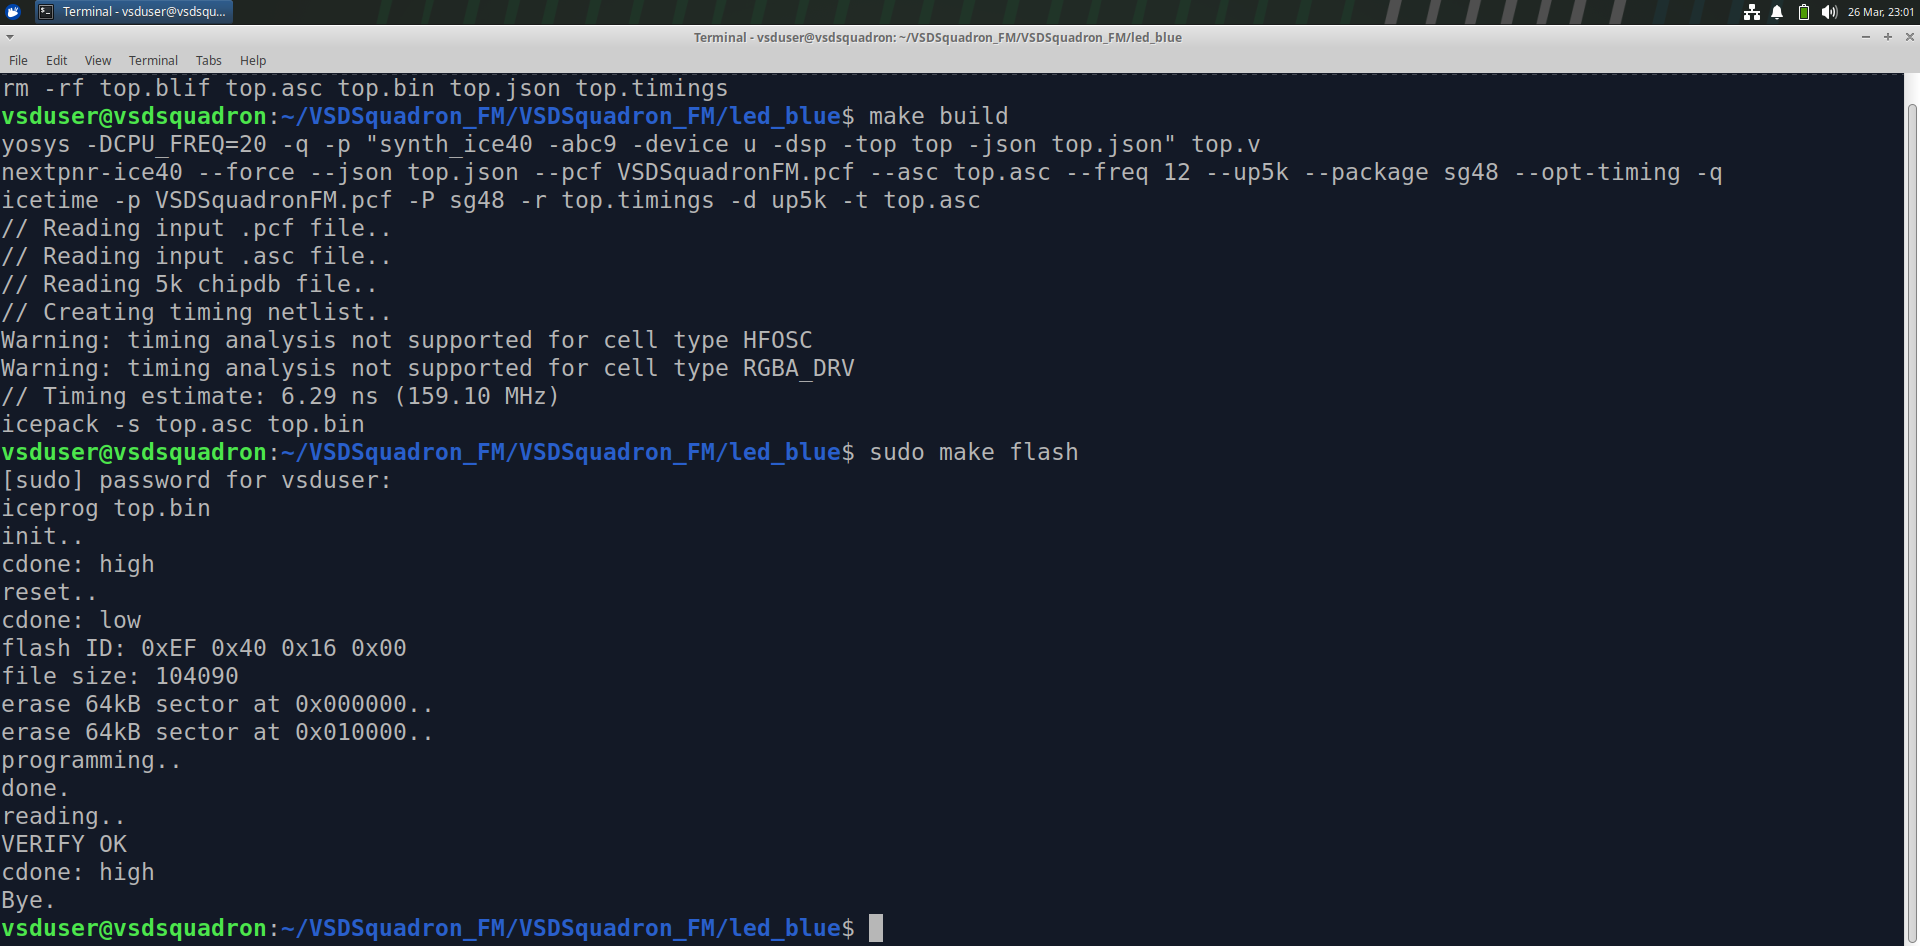 Terminal - vsduser@vsdsqu...
26 Mar, 23:01
Terminal - vsduser@vsdsquadron: ~/VSDSquadron_FM/VSDSquadron_FM/led_blue
File Edit View Terminal Tabs Help
rm -rf top.blif top.asc top.bin top.json top.timings
vsduser@vsdsquadron:~/VSDSquadron_FM/VSDSquadron_FM/led_blue$ make build
yosys -DCPU_FREQ=20 -q -p "synth_ice40 -abc9 -device u -dsp -top top -json top.json" top.v
nextpnr-ice40 --force --json top.json --pcf VSDSquadronFM.pcf --asc top.asc --freq 12 --up5k --package sg48 --opt-timing -q
icetime -p VSDSquadronFM.pcf -P sg48 -r top.timings -d up5k -t top.asc
// Reading input .pcf file..
// Reading input .asc file..
// Reading 5k chipdb file..
// Creating timing netlist..
Warning: timing analysis not supported for cell type HFOSC
Warning: timing analysis not supported for cell type RGBA_DRV
// Timing estimate: 6.29 ns (159.10 MHz)
icepack -s top.asc top.bin
vsduser@vsdsquadron:~/VSDSquadron_FM/VSDSquadron_FM/led_blue$ sudo make flash
[sudo] password for vsduser:
iceprog top.bin
init..
cdone: high
reset..
cdone: low
flash ID: 0xEF 0x40 0x16 0x00
file size: 104090
erase 64kB sector at 0x000000..
erase 64kB sector at 0x010000..
programming..
done.
reading..
VERIFY OK
cdone: high
Bye.
vsduser@vsdsquadron:~/VSDSquadron_FM/VSDSquadron_FM/led_blue$